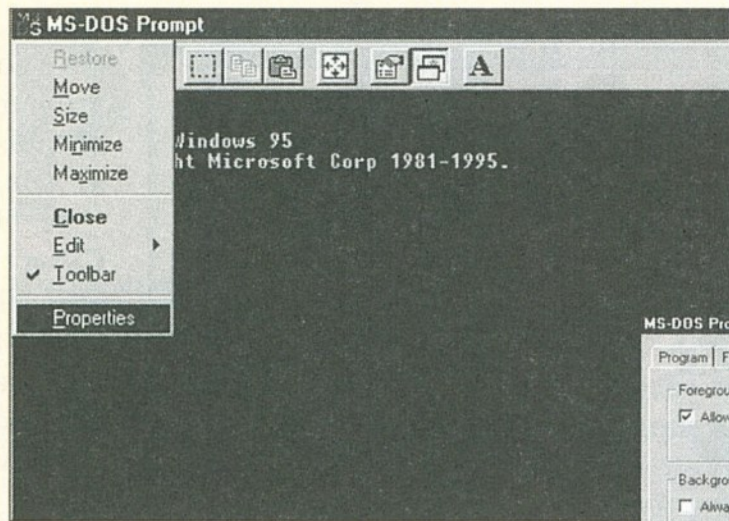 MS-DOS Prompt
Restore
Move
Size
Minimize
Maximize
Close
Edit
Toolbar
Properties
A
Windows 95
ht Microsoft Corp 1981-1995.
MS-DOS Pro
Program F
Foregrou
Allow
Backgro
Alwa